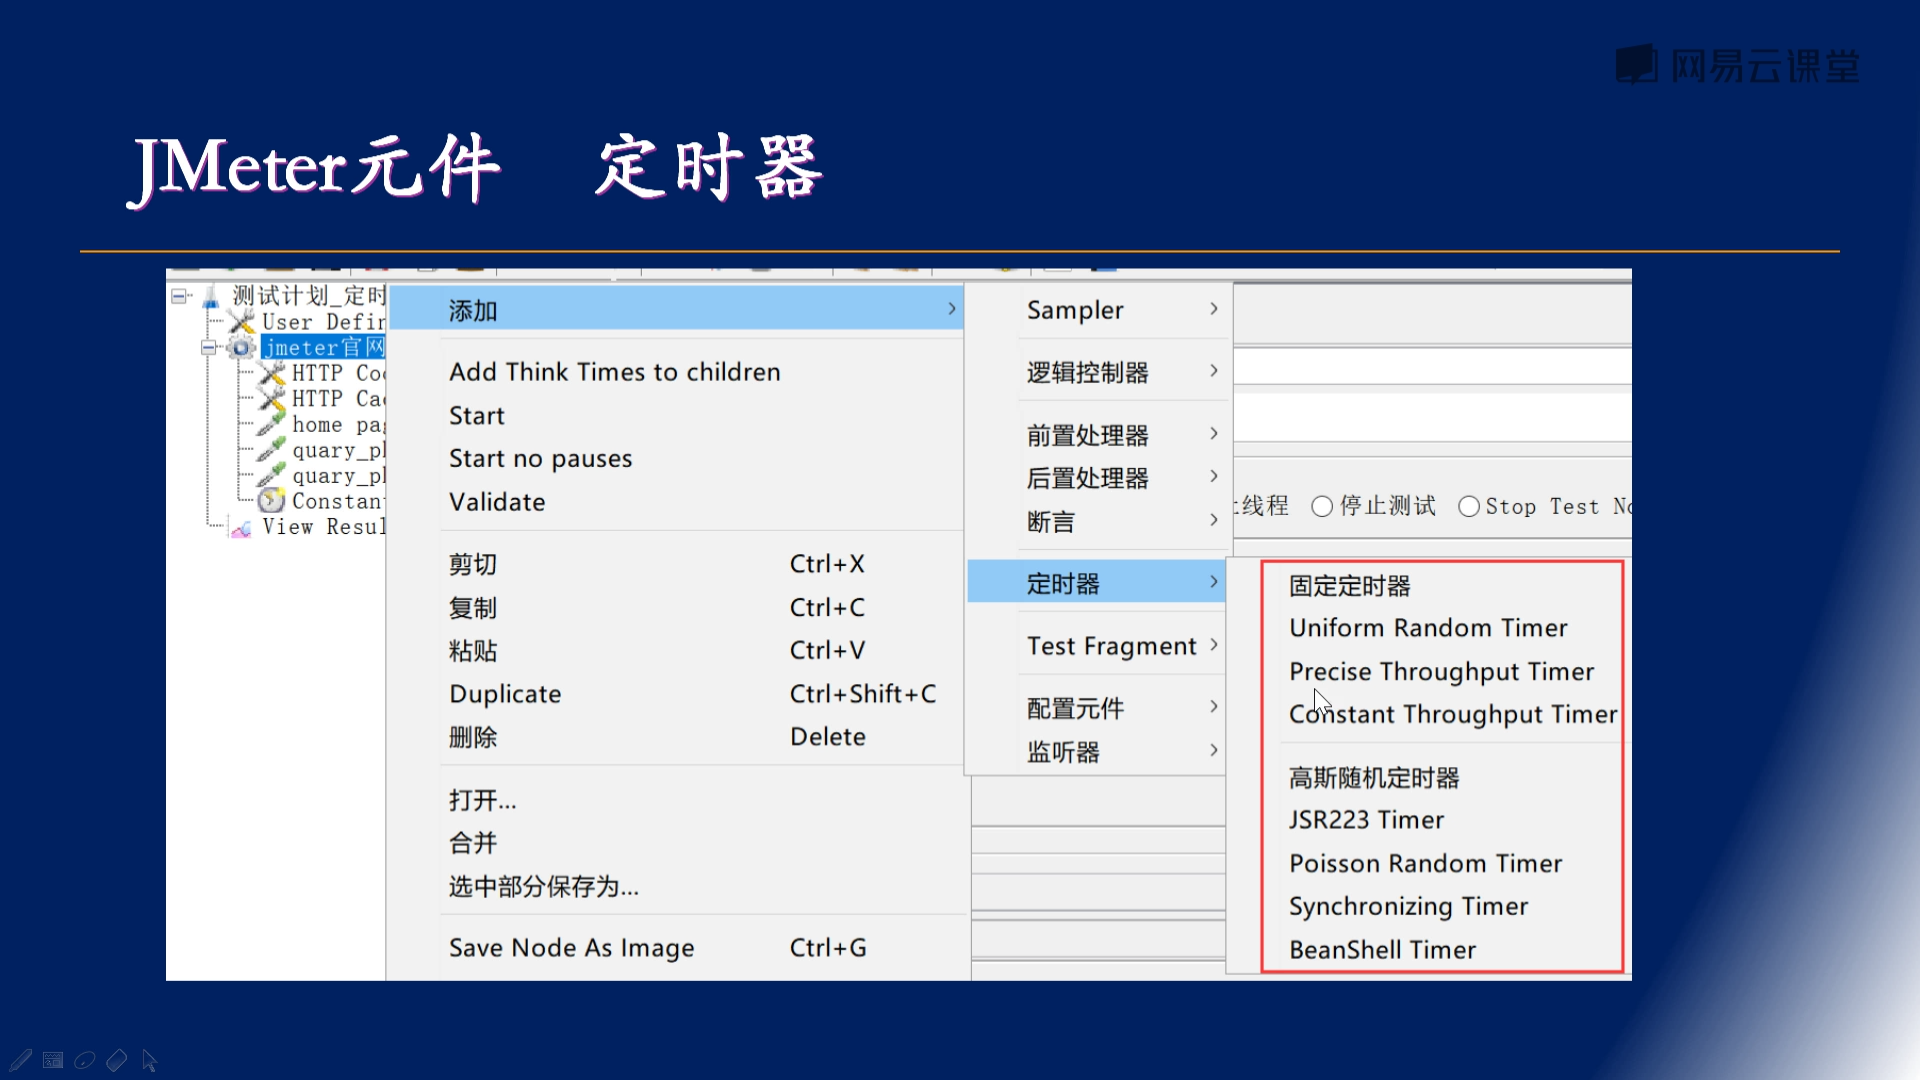 网易云课堂
JMeter元件 定时器
测试计划_定时
User Defin
jmeter官网
HTTP Coo
HTTP Cac
home pag
quary_ph
quary_ph
Constan
View Resul
添加
Add Think Times to children
Start
Start no pauses
Validate
剪切 Ctrl+X
复制 Ctrl+C
粘贴 Ctrl+V
Duplicate Ctrl+Shift+C
删除 Delete
打开...
合并
选中部分保存为...
Save Node As Image Ctrl+G
Sampler
逻辑控制器
前置处理器
后置处理器
断言
定时器
Test Fragment
配置元件
监听器
线程 停止测试 Stop Test No
固定定时器
Uniform Random Timer
Precise Throughput Timer
Constant Throughput Timer
高斯随机定时器
JSR223 Timer
Poisson Random Timer
Synchronizing Timer
BeanShell Timer